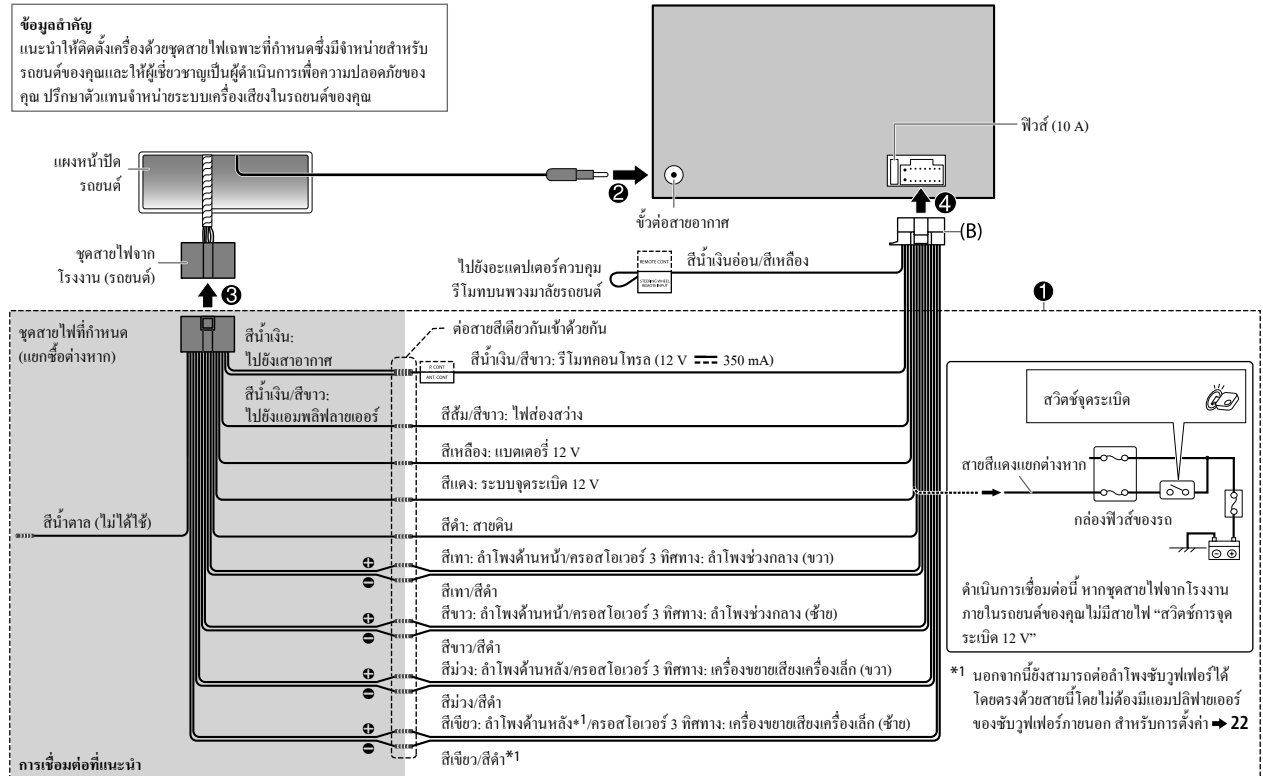 ข้อมูลสำคัญ
แนะนำให้ติดตั้งเครื่องด้วยชุดสายไฟเฉพาะที่กำหนดซึ่งมีจำหน่ายสำหรับ
รถยนต์ของคุณและให้ผู้เชี่ยวชาญเป็นผู้ดำเนินการเพื่อความปลอดภัยของ
คุณ ปรึกษาตัวแทนจำหน่ายระบบเครื่องเสียงในรถยนต์ของคุณ
ฟิวส์ (10 A)
แผงหน้าปัด
รถยนต์
2
ขั้วต่อสายอากาศ
4
(B)
ชุดสายไฟจาก
โรงงาน (รถยนต์)
3
ไปยังอะแดปเตอร์ควบคุม
รีโมทบนพวงมาลัยรถยนต์
REMOTE CONT
STEERING WHEEL
REMOTE INPUT
สีน้ำเงินอ่อน/สีเหลือง
1
ชุดสายไฟที่กำหนด
(แยกซื้อต่างหาก)
สีน้ำเงิน:
ไปยังเสาอากาศ
ต่อสายสีเดียวกันเข้าด้วยกัน
R CONT
ANT. CONT
สีน้ำเงิน/สีขาว: รีโมทคอนโทรล (12 V ⎓ 350 mA)
สีน้ำเงิน/สีขาว:
ไปยังแอมพลิฟลายเออร์
สีส้ม/สีขาว: ไฟส่องสว่าง
สีเหลือง: แบตเตอรี่ 12 V
สีแดง: ระบบจุดระเบิด 12 V
สีน้ำตาล (ไม่ได้ใช้)
สีดำ: สายดิน
สีเทา: ลำโพงด้านหน้า/ครอสโอเวอร์ 3 ทิศทาง: ลำโพงช่วงกลาง (ขวา)
สีเทา/สีดำ
สีขาว: ลำโพงด้านหน้า/ครอสโอเวอร์ 3 ทิศทาง: ลำโพงช่วงกลาง (ซ้าย)
สีขาว/สีดำ
สีม่วง: ลำโพงด้านหลัง/ครอสโอเวอร์ 3 ทิศทาง: เครื่องขยายเสียงเครื่องเล็ก (ขวา)
สีม่วง/สีดำ
สีเขียว: ลำโพงด้านหลัง*1/ครอสโอเวอร์ 3 ทิศทาง: เครื่องขยายเสียงเครื่องเล็ก (ซ้าย)
สีเขียว/สีดำ*1
การเชื่อมต่อที่แนะนำ
สวิตช์จุดระเบิด
สายสีแดงแยกต่างหาก
กล่องฟิวส์ของรถ
ดำเนินการเชื่อมต่อนี้ หากชุดสายไฟจากโรงงาน
ภายในรถยนต์ของคุณไม่มีสายไฟ “สวิตช์การจุด
ระเบิด 12 V”
*1 นอกจากนี้ยังสามารถต่อลำโพงซับวูฟเฟอร์ได้
โดยตรงด้วยสายนี้โดยไม่ต้องมีแอมปลิฟายเออร์
ของซับวูฟเฟอร์ภายนอก สำหรับการตั้งค่า ➡ 22